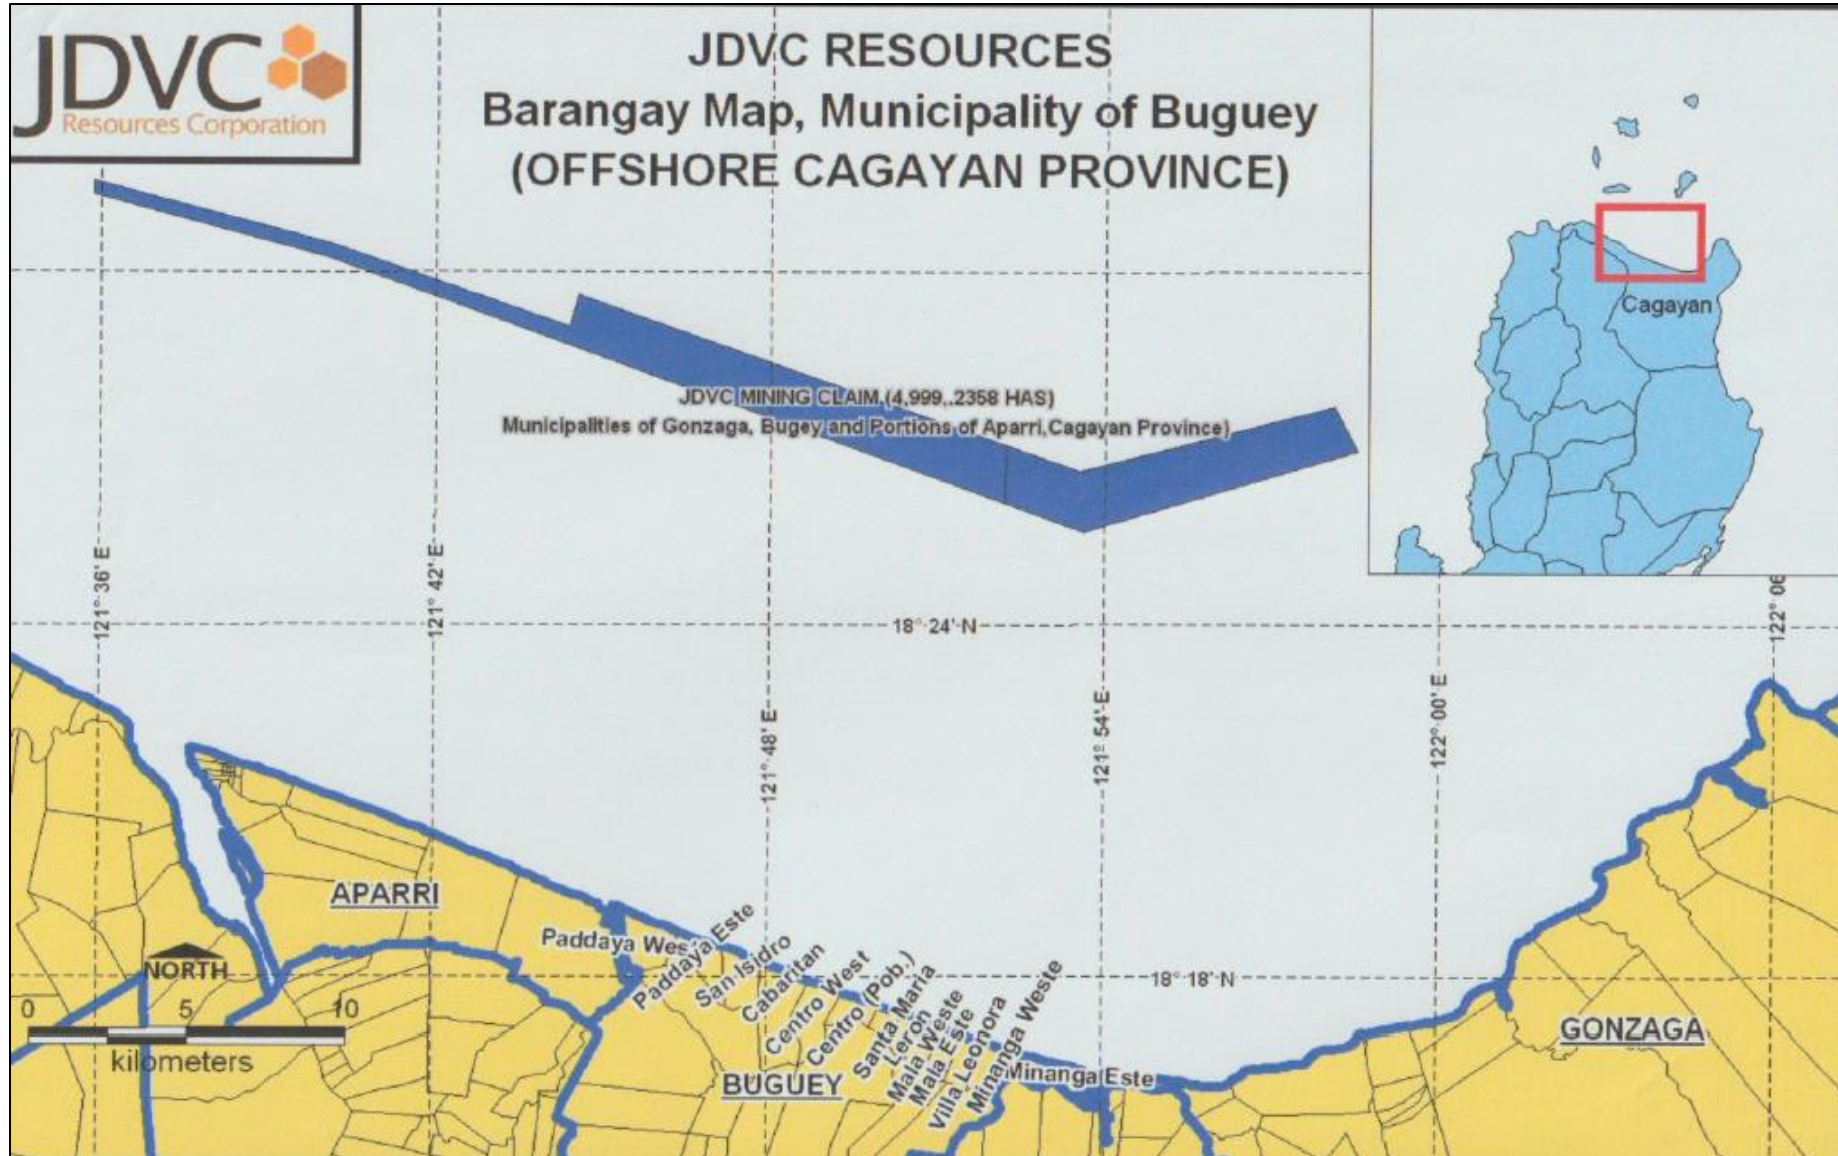 JDVC
Resources Corporation
JDVC RESOURCES
Barangay Map, Municipality of Buguey
(OFFSHORE CAGAYAN PROVINCE)
Cagayan
JDVC MINING CLAIM (4,999,.2358 HAS)
Municipalities of Gonzaga, Bugey and Portions of Aparri,Cagayan Province)
121° 36' E
121° 42' E
121° 48' E
121° 54' E
122° 00' E
122° 06
18° 24' N
18° 18' N
APARRI
Paddaya Weste
Paddaya Este
San Isidro
Cabaritan
Centro West
Centro (Pob.)
Santa Maria
Leron
Mala Weste
Mala Este
Villa Leonora
Minanga Weste
Minanga Este
BUGUEY
GONZAGA
NORTH
0 5 10
kilometers